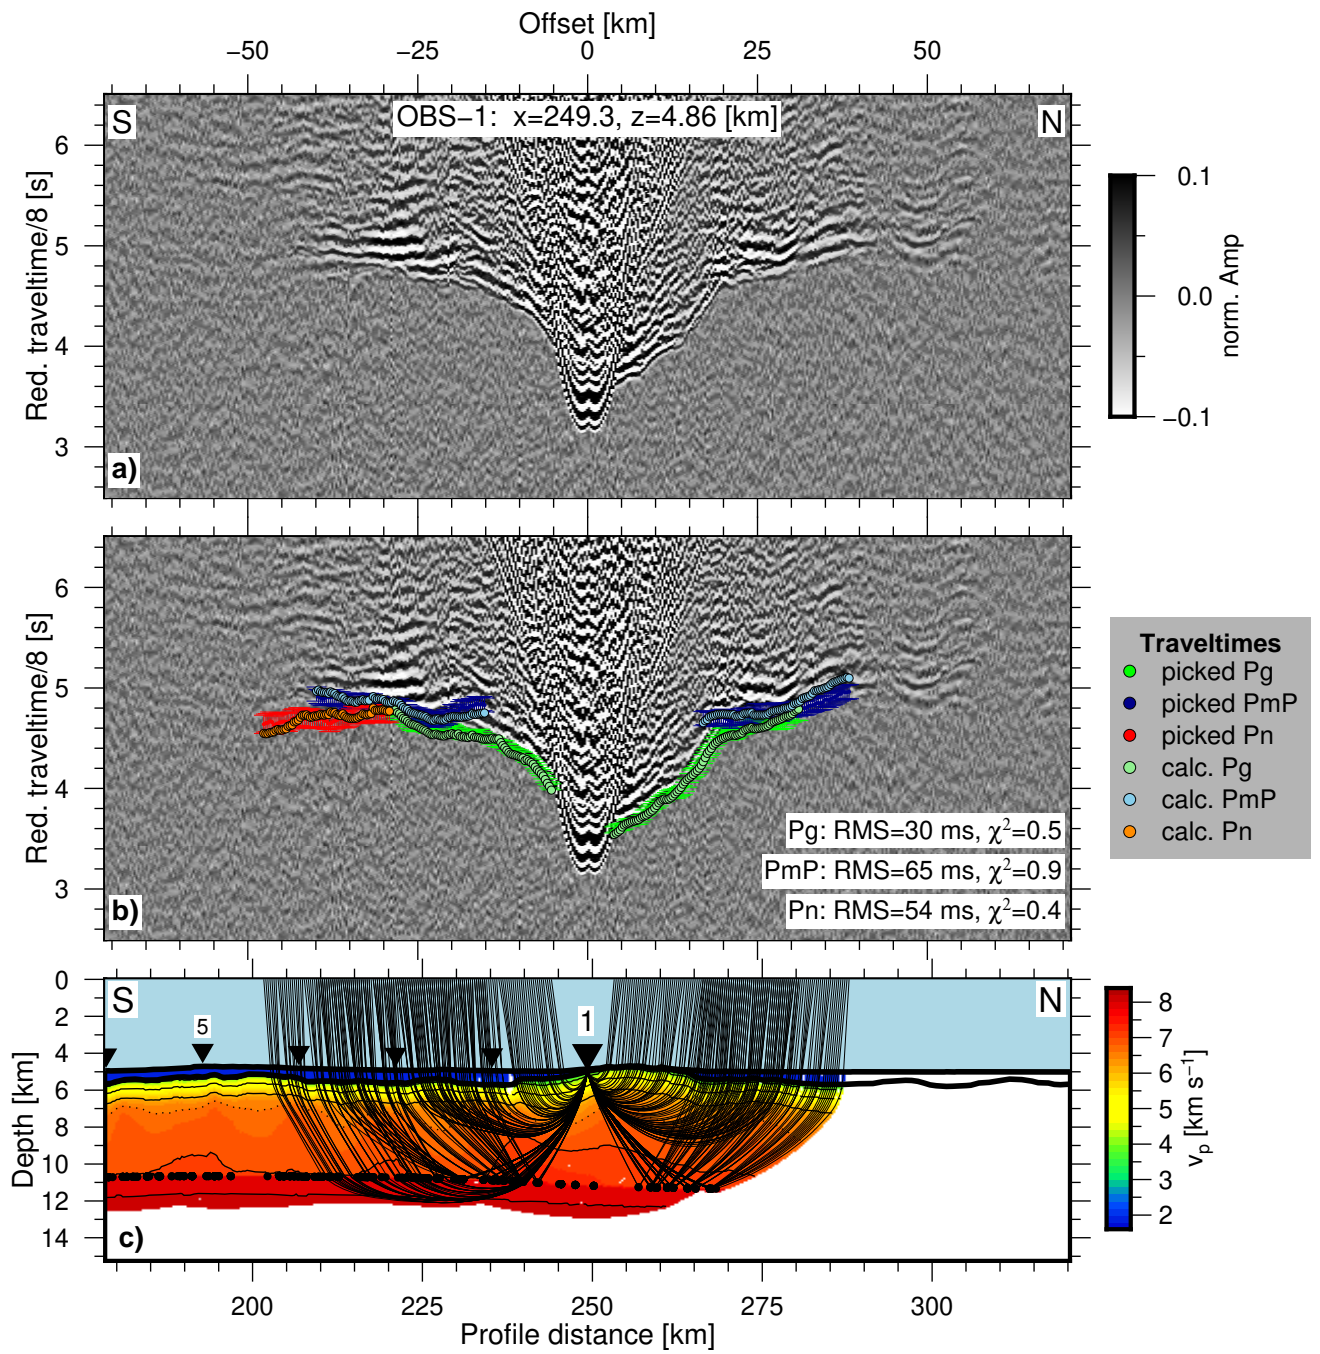 Offset [km]
−50 −25 0 25 50
S
OBS−1: x=249.3, z=4.86 [km]
N
6
5
4
3
Red. traveltime/8 [s]
a)
0.1
0.0
−0.1
norm. Amp
6
5
4
3
Red. traveltime/8 [s]
b)
Pg: RMS=30 ms, χ²=0.5
PmP: RMS=65 ms, χ²=0.9
Pn: RMS=54 ms, χ²=0.4
Traveltimes
picked Pg
picked PmP
picked Pn
calc. Pg
calc. PmP
calc. Pn
0
2
4
6
8
10
12
14
Depth [km]
S
5
1
N
c)
8
6
5
4
3
2
vp [km s⁻¹]
200 225 250 275 300
Profile distance [km]